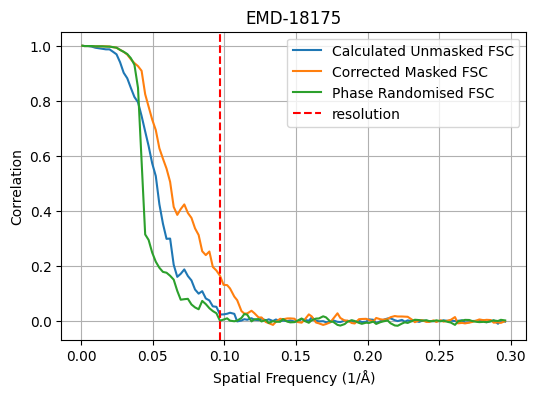 EMD-18175
Calculated Unmasked FSC
Corrected Masked FSC
Phase Randomised FSC
resolution
1.0
0.8
0.6
0.4
0.2
0.0
Correlation
0.00 0.05 0.10 0.15 0.20 0.25 0.30
Spatial Frequency (1/Å)